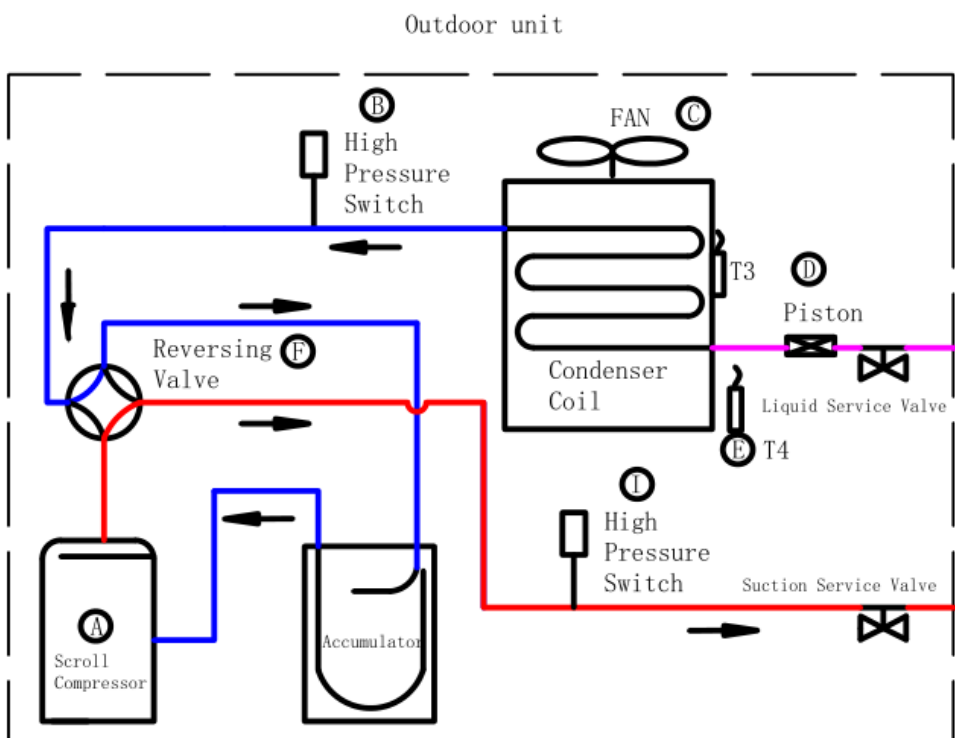 Outdoor unit
B
High
Pressure
Switch
FAN
C
T3
D
Piston
Reversing
Valve
F
Condenser
Coil
Liquid Service Valve
E
T4
I
High
Pressure
Switch
Suction Service Valve
A
Scroll
Compressor
Accumulator